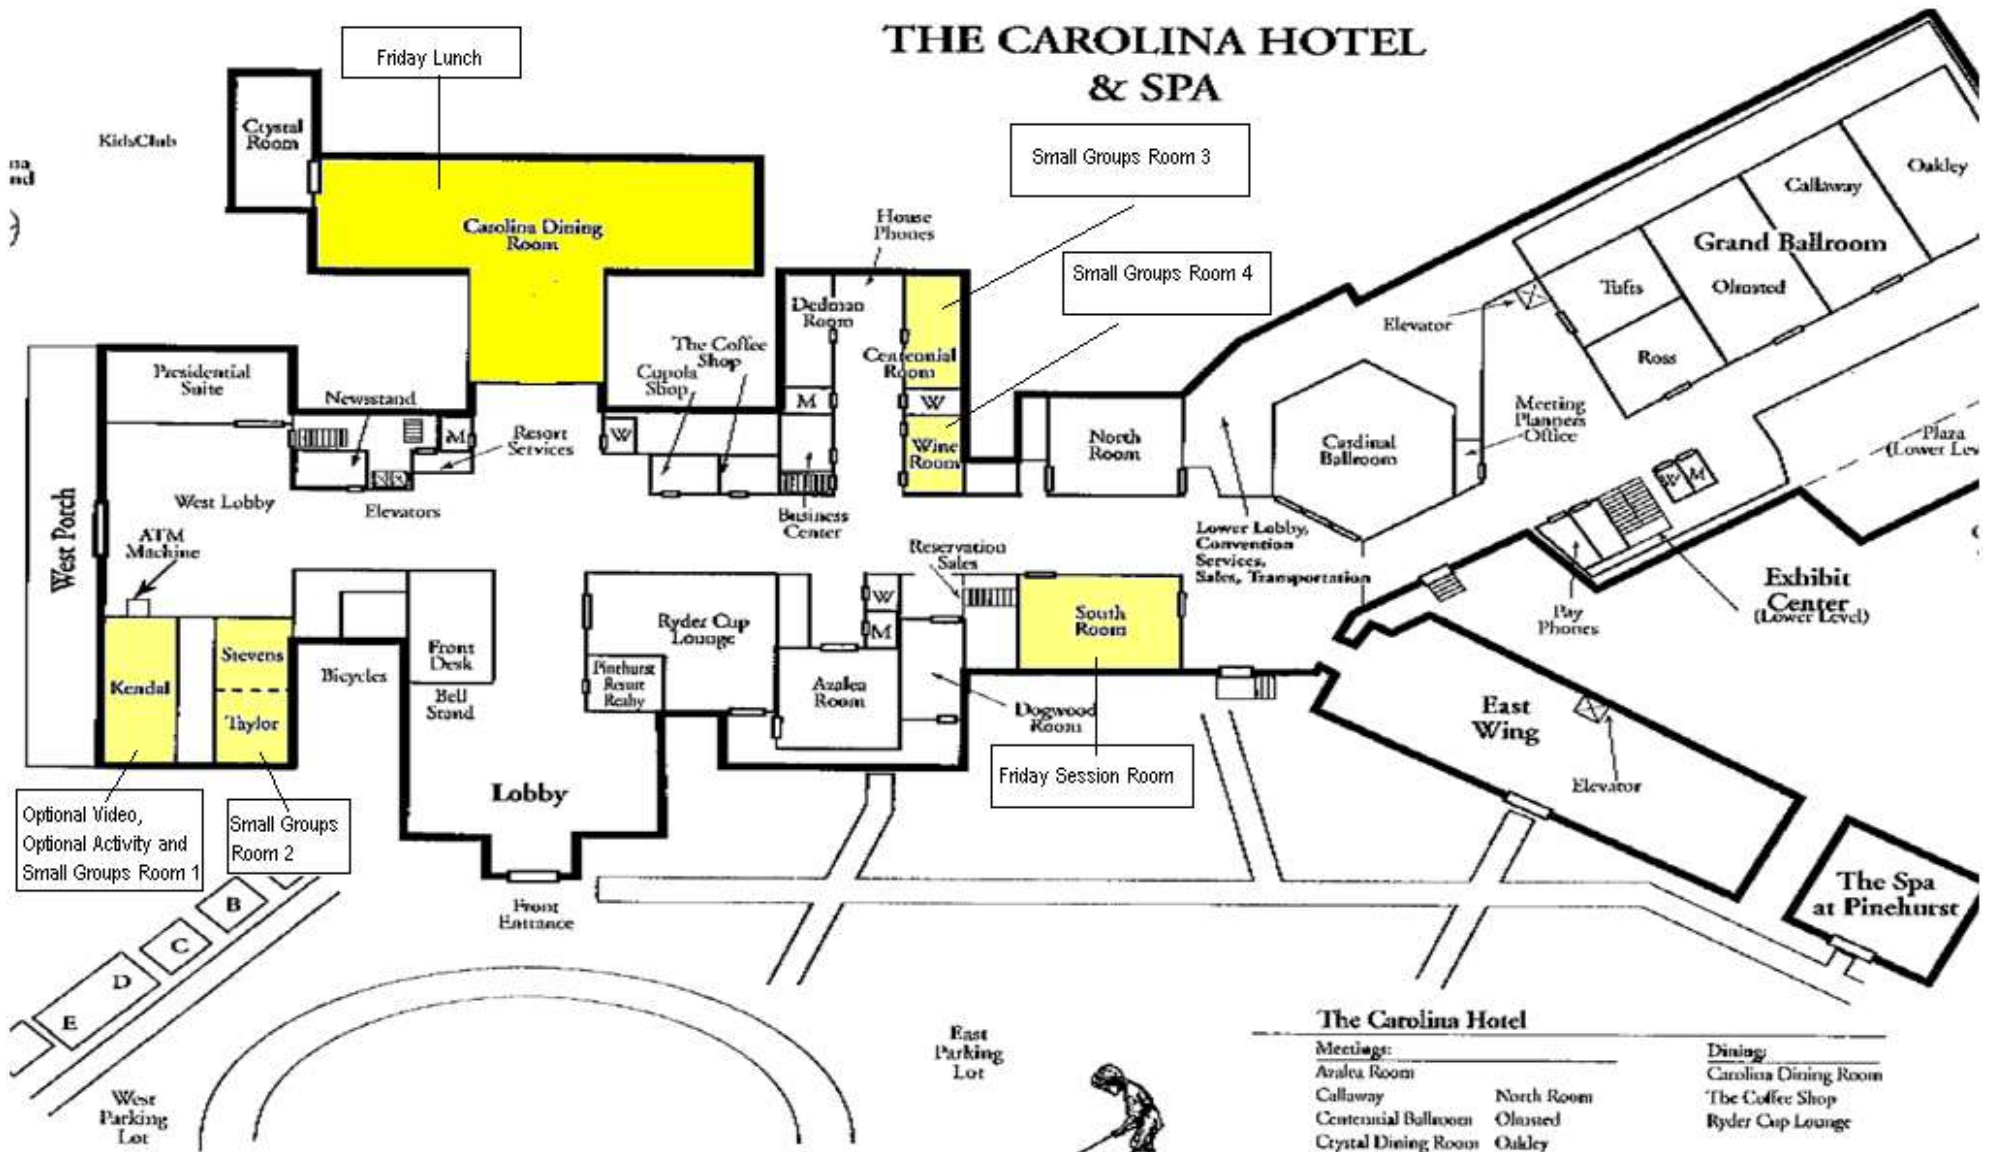 THE CAROLINA HOTEL
& SPA
Friday Lunch
Crystal
Room
KidsClub
na
nd
Small Groups Room 3
Small Groups Room 4
House
Phones
Carolina Dining
Room
Dedman
Room
Centennial
Room
The Coffee
Shop
Cupola
Shop
M
W
Wine
Room
Presidential
Suite
Newsstand
M
Resort
Services
W
West Lobby
Elevators
Business
Center
ATM
Machine
West Porch
North
Room
Lower Lobby,
Convention
Services,
Sales, Transportation
Cardinal
Ballroom
Meeting
Planners
Office
Elevator
Grand Ballroom
Tufts
Olmsted
Ross
Callaway
Oakley
Plaza
(Lower Lev
W
M
Pay
Phones
Exhibit
Center
(Lower Level)
C
Reservation
Sales
South
Room
W
M
Ryder Cup
Lounge
Pinehurst
Resort
Realty
Azalea
Room
Dogwood
Room
Friday Session Room
Front
Desk
Bell
Stand
Bicycles
Stevens
Taylor
Kendal
Lobby
Front
Entrance
Optional Video,
Optional Activity and
Small Groups Room 1
Small Groups
Room 2
B
C
D
E
West
Parking
Lot
East
Parking
Lot
East
Wing
Elevator
The Spa
at Pinehurst
The Carolina Hotel
Meetings:
Azalea Room
Callaway
Centennial Ballroom
Crystal Dining Room
North Room
Olmsted
Oakley
Dining:
Carolina Dining Room
The Coffee Shop
Ryder Cup Lounge